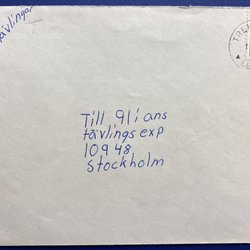 Tävlingar
Till 91:ans
tävlings exp
109 48.
Stockholm